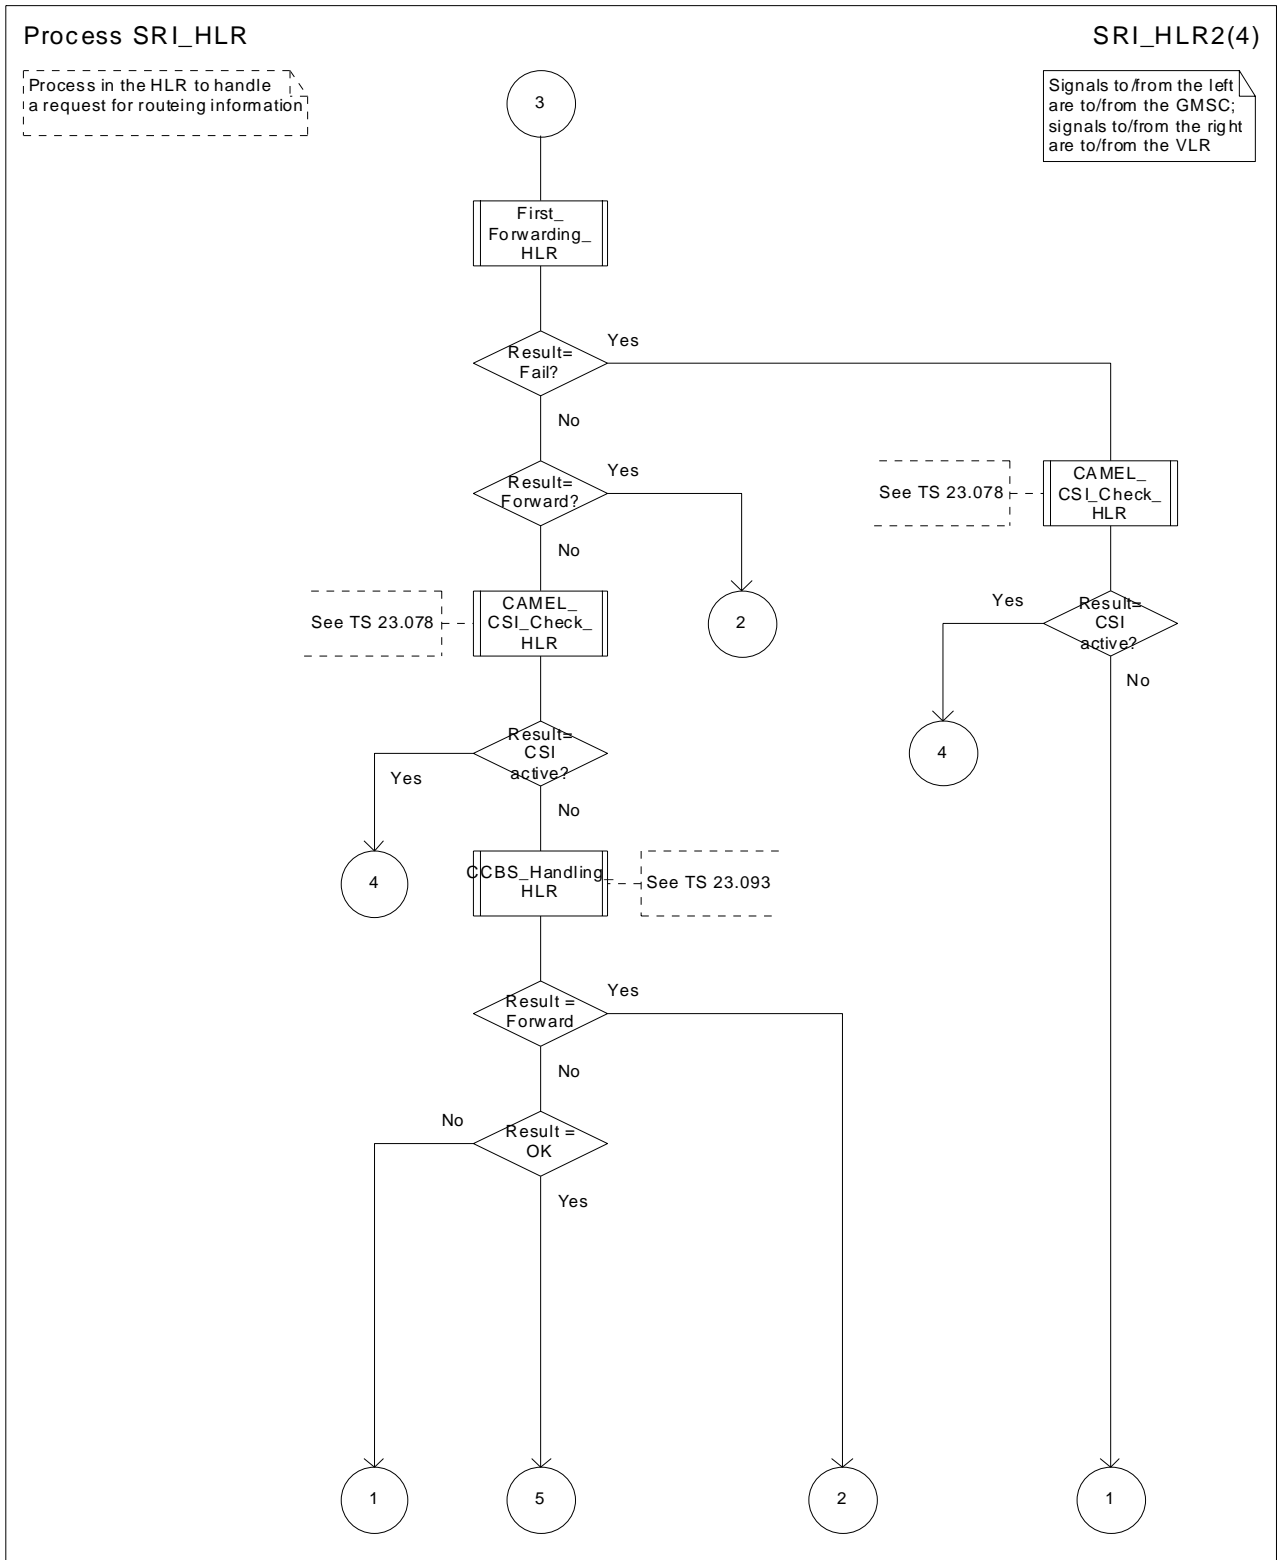 Process SRI_HLR
SRI_HLR2(4)
Process in the HLR to handle
a request for routeing information
3
Signals to/from the left
are to/from the GMSC;
signals to/from the right
are to/from the VLR
First_
Forwarding_
HLR
Result=
Fail?
Yes
No
Result=
Forward?
Yes
No
See TS 23.078
CAMEL_
CSI_Check_
HLR
See TS 23.078
CAMEL_
CSI_Check_
HLR
2
Yes
Result=
CSI
active?
No
Result=
CSI
active?
Yes
No
4
4
CCBS_Handling_
HLR
See TS 23.093
Result =
Forward
Yes
No
No
Result =
OK
Yes
1
5
2
1